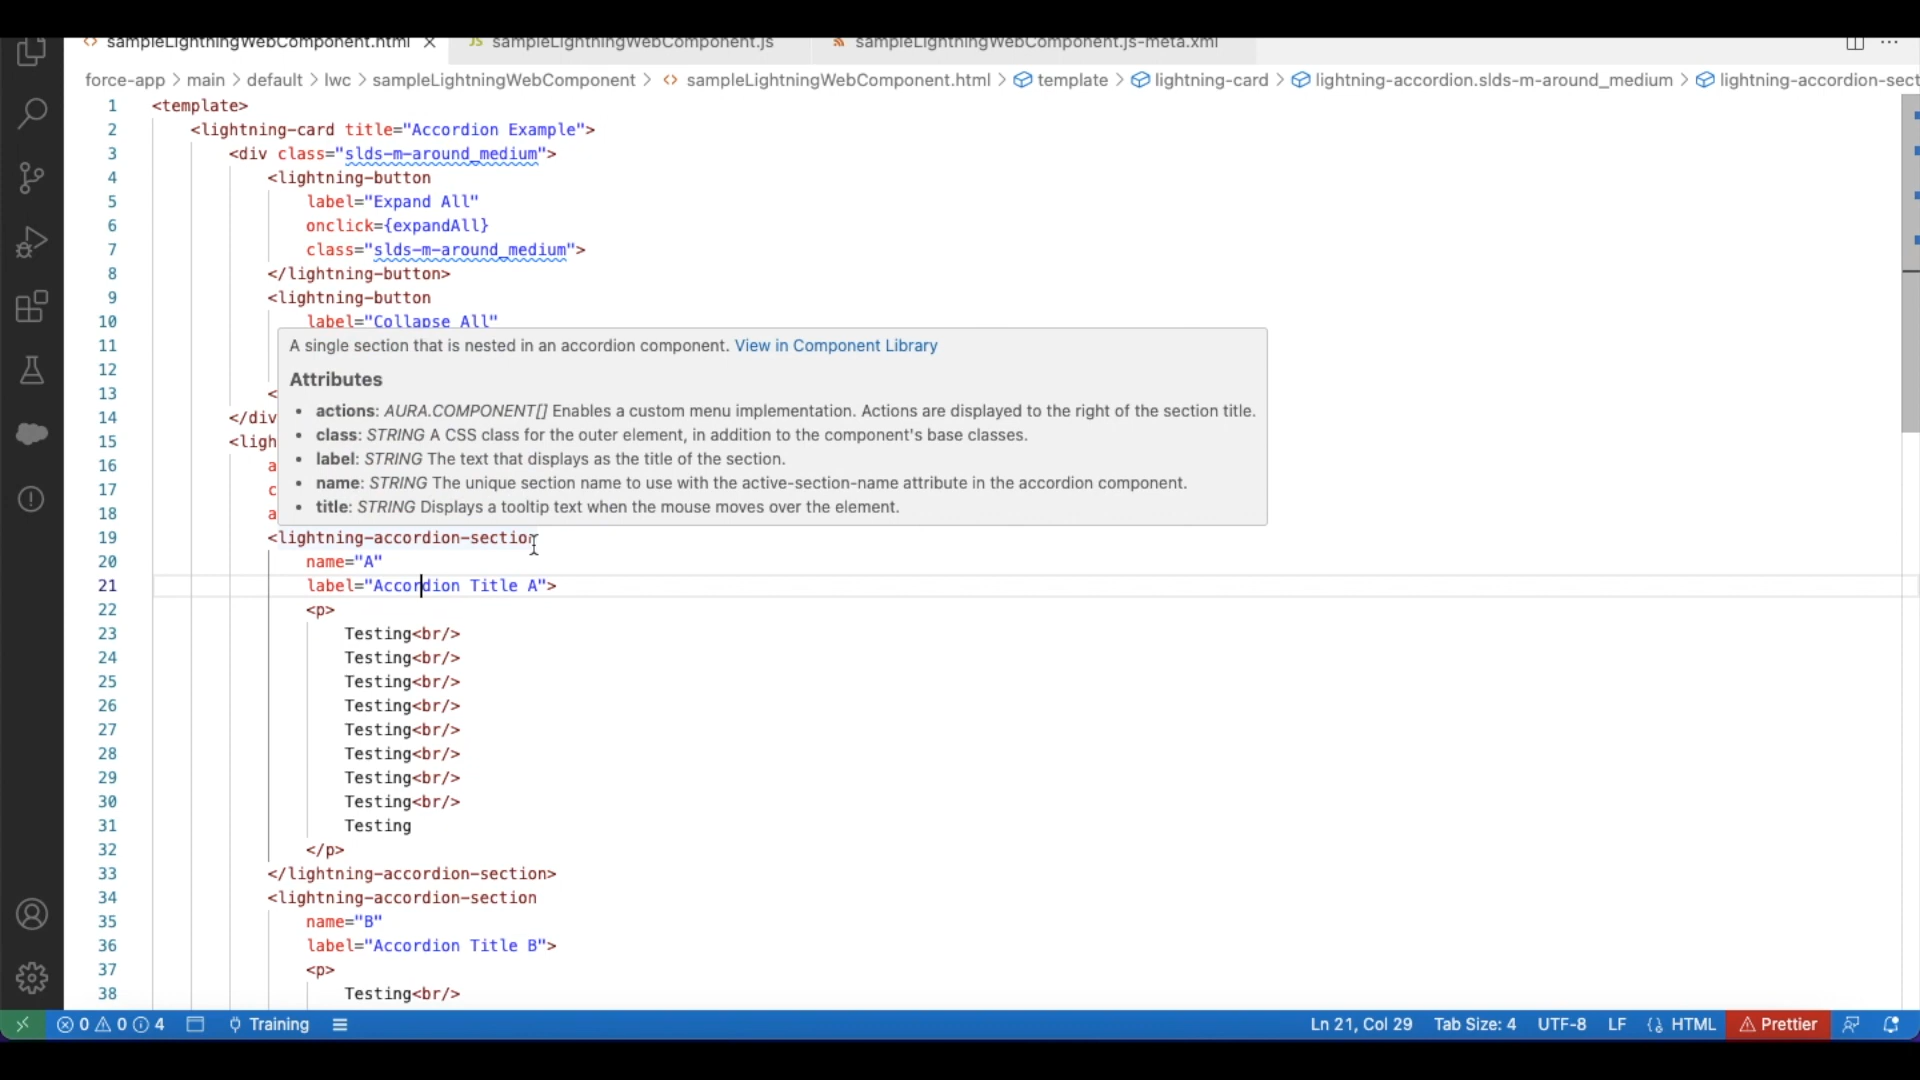 sampleLightningWebComponent.html
sampleLightningWebComponent.js
sampleLightningWebComponent.js-meta.xml
force-app > main > default > lwc > sampleLightningWebComponent > <> sampleLightningWebComponent.html > template > lightning-card > lightning-accordion.slds-m-around_medium > lightning-accordion-sect
1 <template>
2 <lightning-card title="Accordion Example">
3 <div class="slds-m-around_medium">
4 <lightning-button
5 label="Expand All"
6 onclick={expandAll}
7 class="slds-m-around_medium">
8 </lightning-button>
9 <lightning-button
10 label="Collapse All"
11
12
13 <
14 </div
15 <ligh
16 a
17 c
18 a
A single section that is nested in an accordion component. View in Component Library
Attributes
• actions: AURA.COMPONENT[] Enables a custom menu implementation. Actions are displayed to the right of the section title.
• class: STRING A CSS class for the outer element, in addition to the component's base classes.
• label: STRING The text that displays as the title of the section.
• name: STRING The unique section name to use with the active-section-name attribute in the accordion component.
• title: STRING Displays a tooltip text when the mouse moves over the element.
19 <lightning-accordion-section
20 name="A"
21 label="Accordion Title A">
22 <p>
23 Testing<br/>
24 Testing<br/>
25 Testing<br/>
26 Testing<br/>
27 Testing<br/>
28 Testing<br/>
29 Testing<br/>
30 Testing<br/>
31 Testing
32 </p>
33 </lightning-accordion-section>
34 <lightning-accordion-section
35 name="B"
36 label="Accordion Title B">
37 <p>
38 Testing<br/>
0 0 4 Training Ln 21, Col 29 Tab Size: 4 UTF-8 LF HTML Prettier